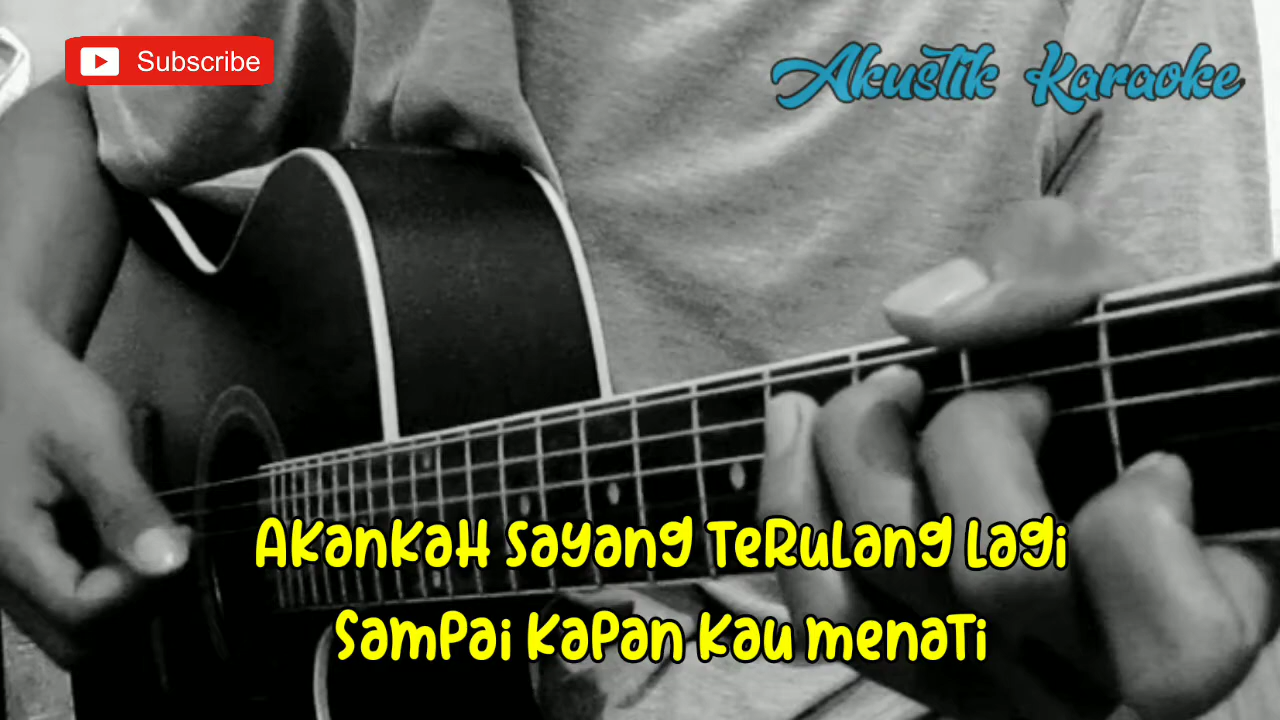 Subscribe
Akustik Karaoke
Akankah sayang terulang lagi
Sampai kapan kau menati